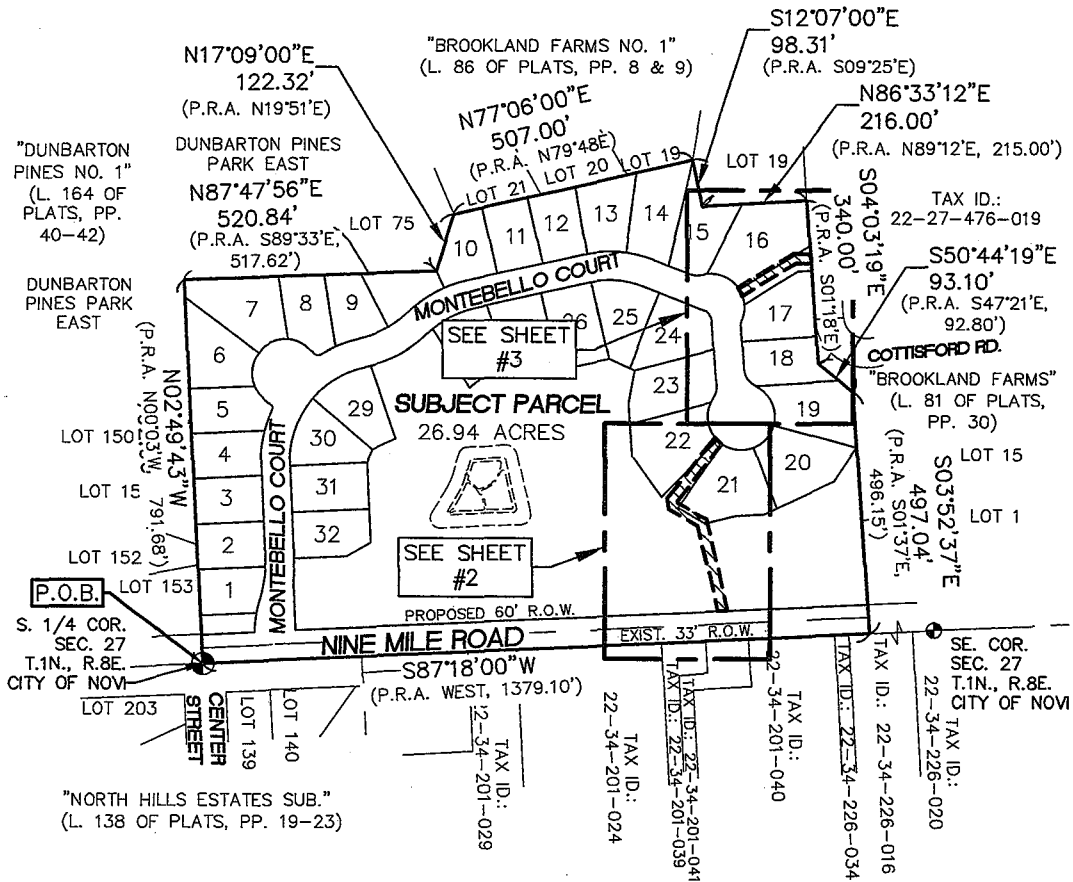 S12°07'00"E
98.31'
(P.R.A. S09°25'E)
N17°09'00"E
122.32'
(P.R.A. N19°51'E)
"BROOKLAND FARMS NO. 1"
(L. 86 OF PLATS, PP. 8 & 9)
N86°33'12"E
216.00'
(P.R.A. N89°12'E, 215.00')
N77°06'00"E
507.00'
(P.R.A. N79°48E)
"DUNBARTON
PINES NO. 1"
(L. 164 OF
PLATS, PP.
40-42)
DUNBARTON PINES
PARK EAST
N87°47'56"E
520.84'
(P.R.A. S89°33'E,
517.62')
LOT 75
LOT 21
LOT 20
LOT 19
LOT 19
S04°03'19"E
340.00'
(P.R.A. S01°18'E)
TAX ID.:
22-27-476-019
S50°44'19"E
93.10'
(P.R.A. S47°21'E,
92.80')
COTTISFORD RD.
"BROOKLAND FARMS"
(L. 81 OF PLATS,
PP. 30)
DUNBARTON
PINES PARK
EAST
10
11
12
13
14
15
16
17
18
19
7
8
9
6
5
4
3
2
1
MONTEBELLO COURT
26
25
24
23
22
21
20
SEE SHEET
#3
SUBJECT PARCEL
26.94 ACRES
29
30
31
32
MONTEBELLO COURT
N02°49'43"W
(P.R.A. N00°03'W
791.68')
LOT 150
LOT 15
LOT 152
LOT 153
LOT 15
LOT 1
S03°52'37"E
497.04'
(P.R.A. S01°37'E,
496.15')
SEE SHEET
#2
P.O.B.
S. 1/4 COR.
SEC. 27
T.1N., R.8E.
CITY OF NOVI
PROPOSED 60' R.O.W.
NINE MILE ROAD
EXIST. 33' R.O.W.
S87°18'00"W
(P.R.A. WEST, 1379.10')
SE. COR.
SEC. 27
T.1N., R.8E.
CITY OF NOVI
LOT 203
CENTER
STREET
LOT 139
LOT 140
TAX ID.:
22-34-201-029
TAX ID.:
22-34-201-024
TAX ID.: 22-34-201-041
TAX ID.: 22-34-201-039
TAX ID.:
22-34-201-040
TAX ID.: 22-34-226-034
TAX ID.: 22-34-226-016
TAX ID.:
22-34-226-020
"NORTH HILLS ESTATES SUB."
(L. 138 OF PLATS, PP. 19-23)